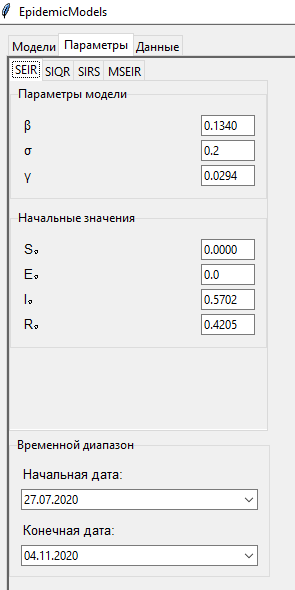 EpidemicModels
Модели Параметры Данные
SEIR SIQR SIRS MSEIR
Параметры модели
β 0.1340
σ 0.2
γ 0.0294
Начальные значения
S₀ 0.0000
E₀ 0.0
I₀ 0.5702
R₀ 0.4205
Временной диапазон
Начальная дата:
27.07.2020
Конечная дата:
04.11.2020